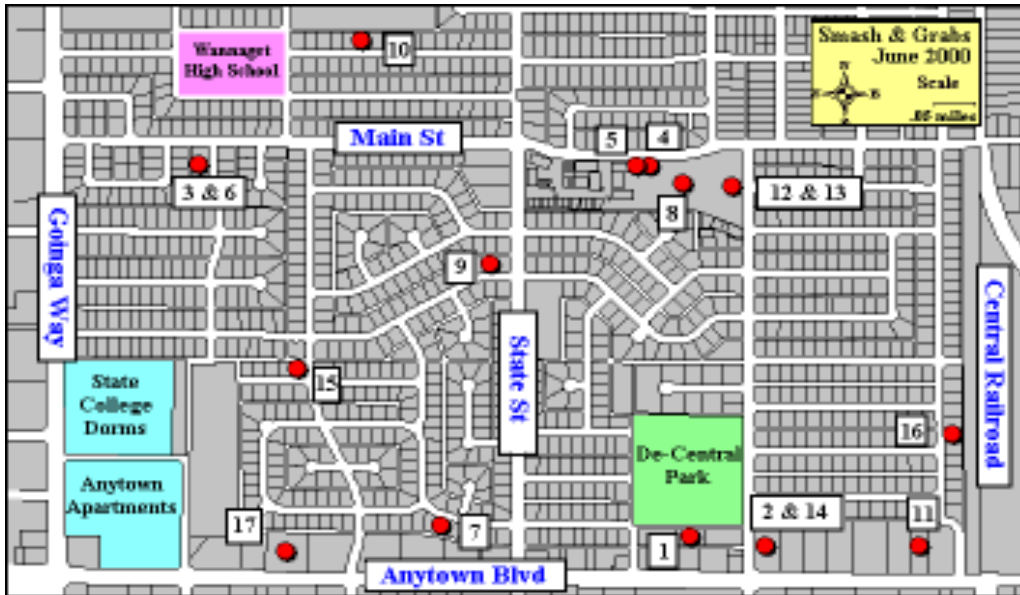 Smash & Grabs
June 2000
N
Scale
S
.05 miles
Wannaget
High School
10
Main St
5
4
3 & 6
12 & 13
8
Goinga Way
9
State St
Central Railroad
15
State
College
Dorms
16
De-Central
Park
Anytown
Apartments
17
7
2 & 14
11
1
Anytown Blvd